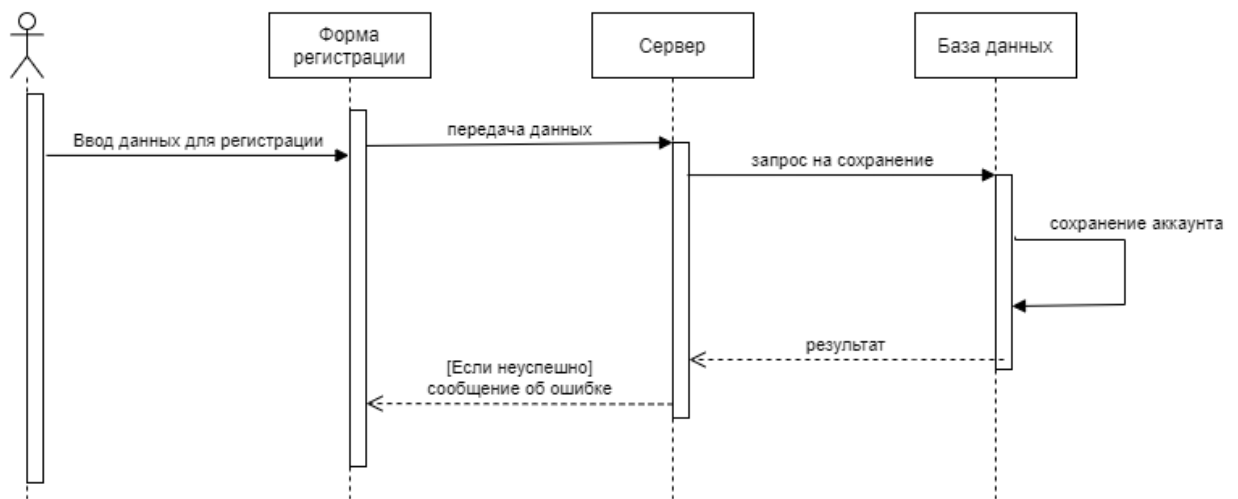 Форма
регистрации
Сервер
База данных
Ввод данных для регистрации
передача данных
запрос на сохранение
сохранение аккаунта
результат
[Если неуспешно]
сообщение об ошибке